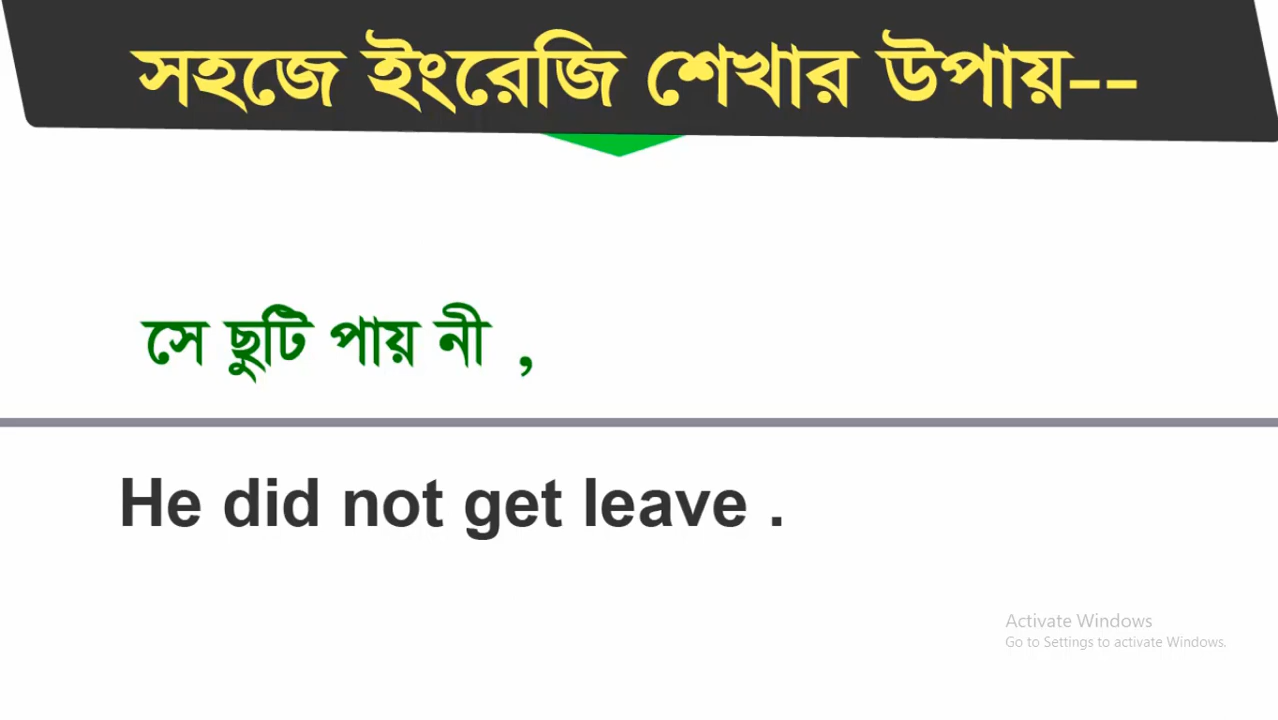 সহজে ইংরেজি শেখার উপায়--
সে ছুটি পায় নী ,
He did not get leave .
Activate Windows
Go to Settings to activate Windows.